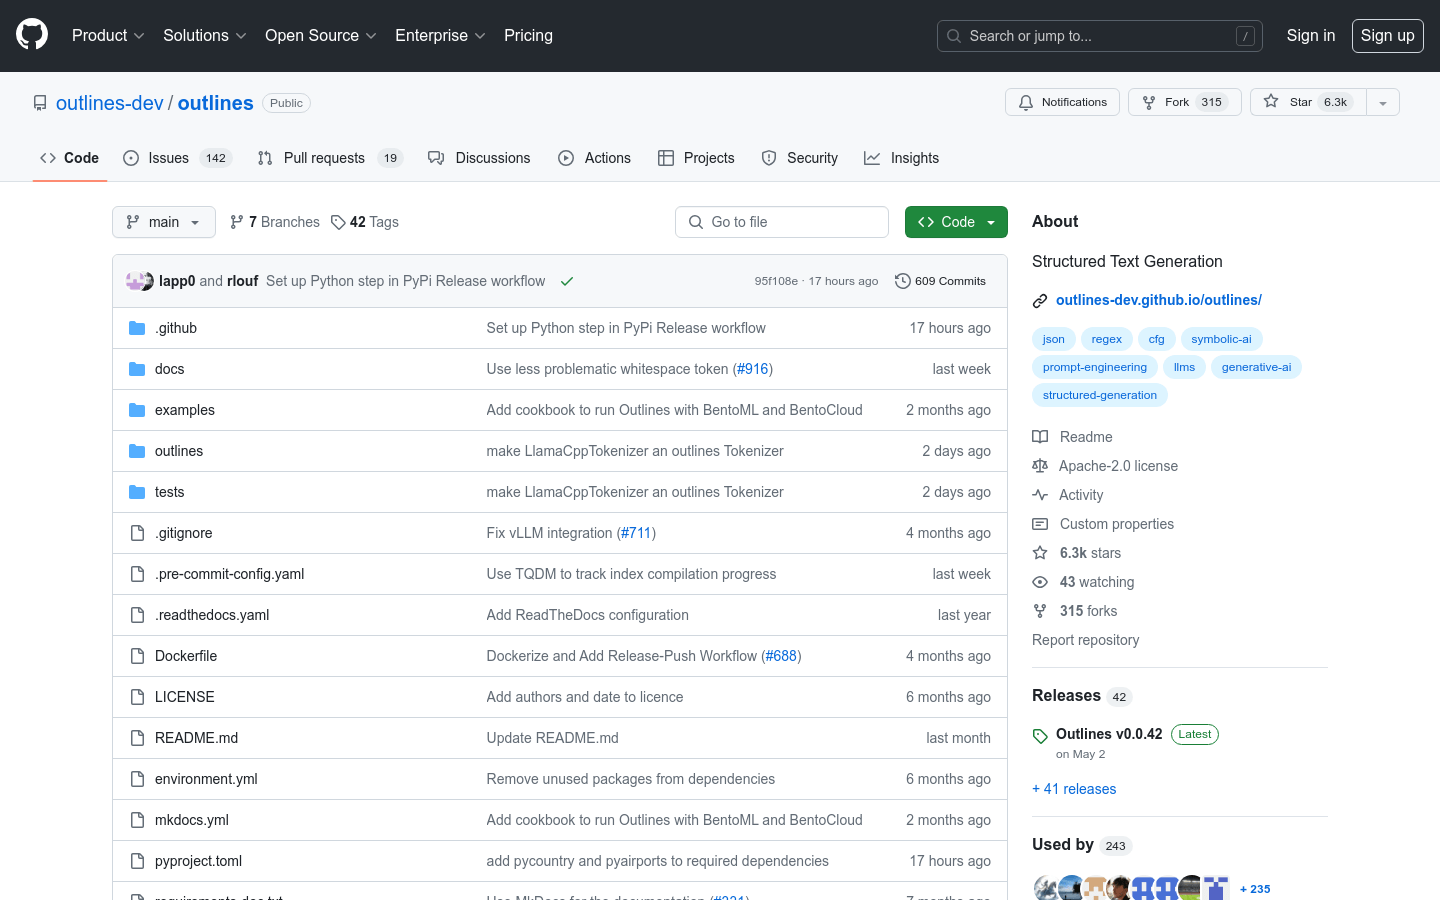 Product Solutions Open Source Enterprise Pricing Search or jump to... / Sign in Sign up
outlines-dev / outlines Public Notifications Fork 315 Star 6.3k
Code Issues 142 Pull requests 19 Discussions Actions Projects Security Insights
main 7 Branches 42 Tags Go to file Code
lapp0 and rlouf Set up Python step in PyPi Release workflow 95f108e · 17 hours ago 609 Commits
.github Set up Python step in PyPi Release workflow 17 hours ago
docs Use less problematic whitespace token (#916) last week
examples Add cookbook to run Outlines with BentoML and BentoCloud 2 months ago
outlines make LlamaCppTokenizer an outlines Tokenizer 2 days ago
tests make LlamaCppTokenizer an outlines Tokenizer 2 days ago
.gitignore Fix vLLM integration (#711) 4 months ago
.pre-commit-config.yaml Use TQDM to track index compilation progress last week
.readthedocs.yaml Add ReadTheDocs configuration last year
Dockerfile Dockerize and Add Release-Push Workflow (#688) 4 months ago
LICENSE Add authors and date to licence 6 months ago
README.md Update README.md last month
environment.yml Remove unused packages from dependencies 6 months ago
mkdocs.yml Add cookbook to run Outlines with BentoML and BentoCloud 2 months ago
pyproject.toml add pycountry and pyairports to required dependencies 17 hours ago
About
Structured Text Generation
outlines-dev.github.io/outlines/
json regex cfg symbolic-ai
prompt-engineering llms generative-ai
structured-generation
Readme
Apache-2.0 license
Activity
Custom properties
6.3k stars
43 watching
315 forks
Report repository
Releases 42
Outlines v0.0.42 Latest
on May 2
+ 41 releases
Used by 243
+ 235